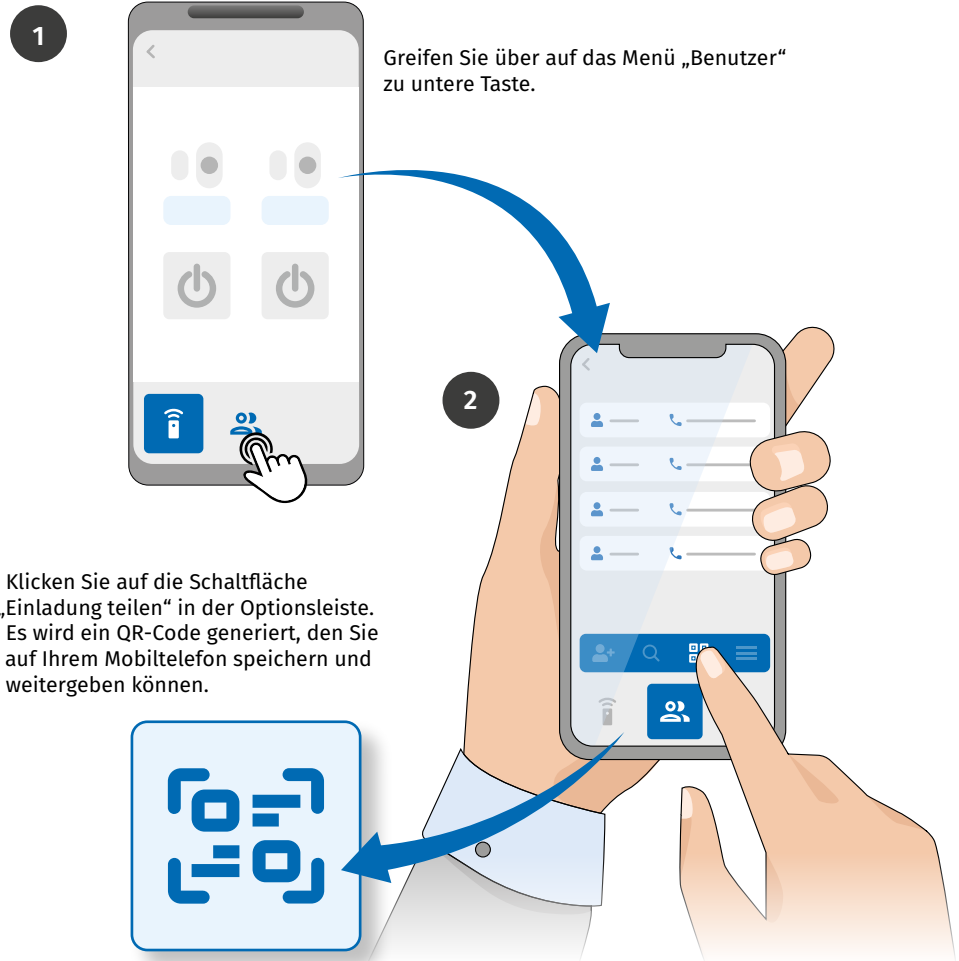 1
Greifen Sie über auf das Menü „Benutzer“
zu untere Taste.
2
Klicken Sie auf die Schaltfläche
„Einladung teilen“ in der Optionsleiste.
Es wird ein QR-Code generiert, den Sie
auf Ihrem Mobiltelefon speichern und
weitergeben können.